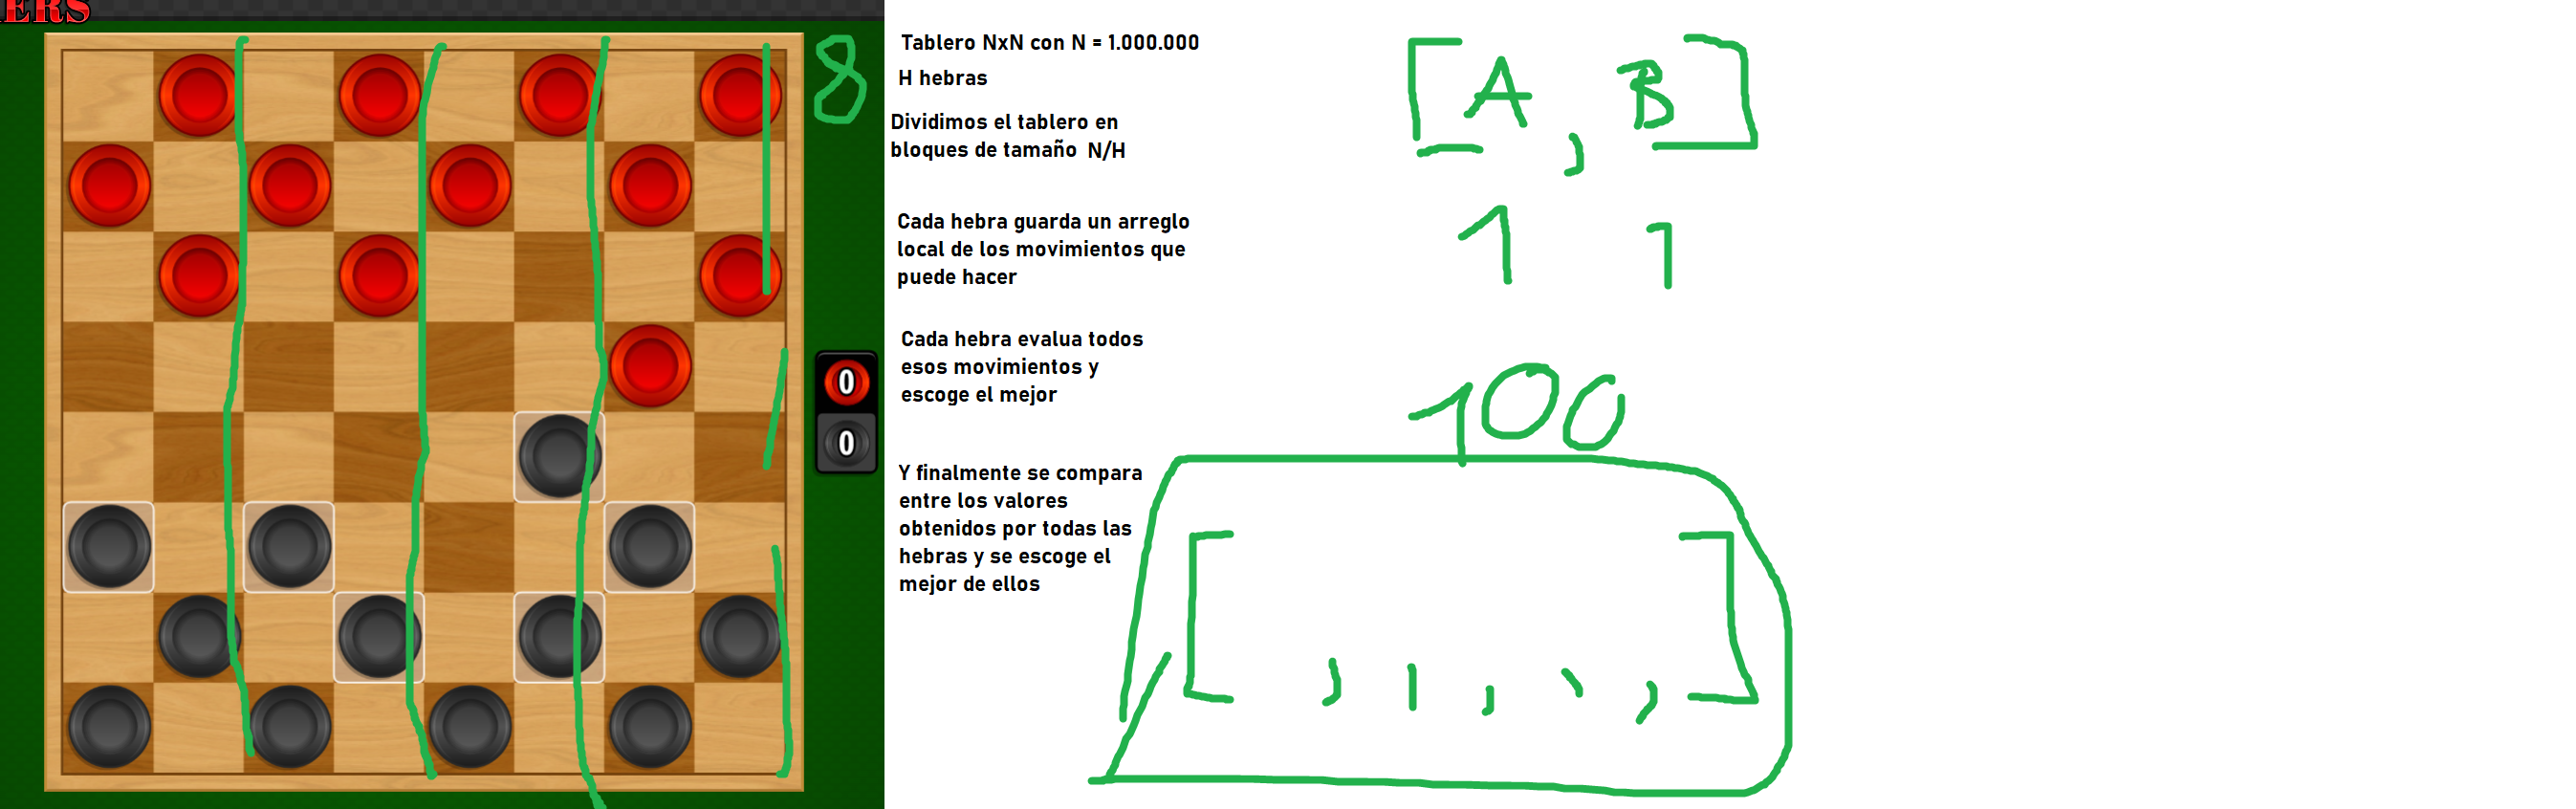 ERS
8
0
0
Tablero NxN con N = 1.000.000
H hebras
Dividimos el tablero en
bloques de tamaño N/H
Cada hebra guarda un arreglo
local de los movimientos que
puede hacer
Cada hebra evalua todos
esos movimientos y
escoge el mejor
Y finalmente se compara
entre los valores
obtenidos por todas las
hebras y se escoge el
mejor de ellos
[A, B]
1 1
100
[ , | , , , ]